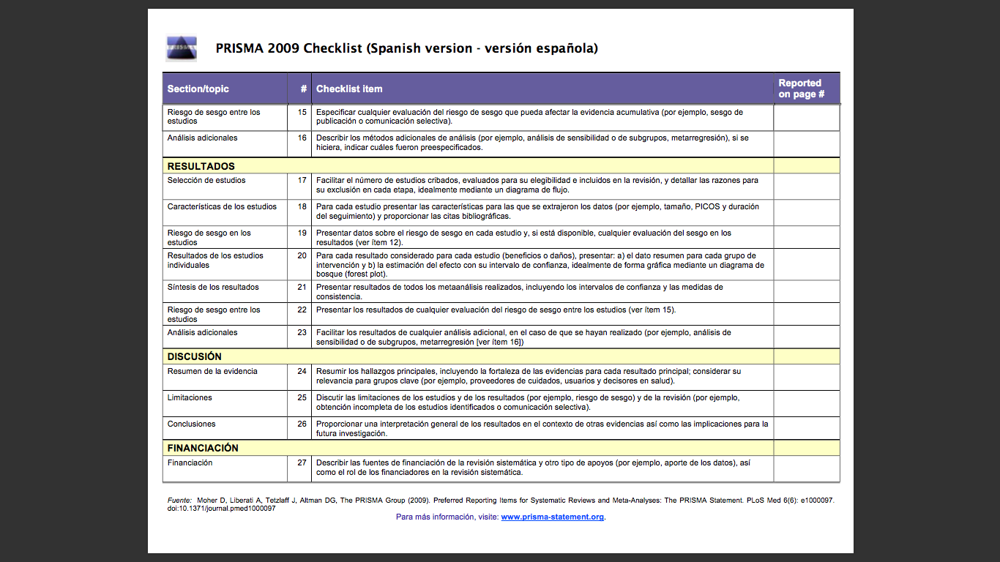 PRISMA
PRISMA 2009 Checklist (Spanish version - versión española)
Section/topic # Checklist item Reported on page #
Riesgo de sesgo entre los estudios 15 Especificar cualquier evaluación del riesgo de sesgo que pueda afectar la evidencia acumulativa (por ejemplo, sesgo de
publicación o comunicación selectiva).
Análisis adicionales 16 Describir los métodos adicionales de análisis (por ejemplo, análisis de sensibilidad o de subgrupos, metarregresión), si se
hiciera, indicar cuáles fueron preespecificados.
RESULTADOS
Selección de estudios 17 Facilitar el número de estudios cribados, evaluados para su elegibilidad e incluidos en la revisión, y detallar las razones para
su exclusión en cada etapa, idealmente mediante un diagrama de flujo.
Características de los estudios 18 Para cada estudio presentar las características para las que se extrajeron los datos (por ejemplo, tamaño, PICOS y duración
del seguimiento) y proporcionar las citas bibliográficas.
Riesgo de sesgo en los estudios 19 Presentar datos sobre el riesgo de sesgo en cada estudio y, si está disponible, cualquier evaluación del sesgo en los
resultados (ver ítem 12).
Resultados de los estudios individuales 20 Para cada resultado considerado para cada estudio (beneficios o daños), presentar: a) el dato resumen para cada grupo de
intervención y b) la estimación del efecto con su intervalo de confianza, idealmente de forma gráfica mediante un diagrama de
bosque (forest plot).
Síntesis de los resultados 21 Presentar resultados de todos los metaanálisis realizados, incluyendo los intervalos de confianza y las medidas de
consistencia.
Riesgo de sesgo entre los estudios 22 Presentar los resultados de cualquier evaluación del riesgo de sesgo entre los estudios (ver ítem 15).
Análisis adicionales 23 Facilitar los resultados de cualquier análisis adicional, en el caso de que se hayan realizado (por ejemplo, análisis de
sensibilidad o de subgrupos, metarregresión [ver ítem 16])
DISCUSIÓN
Resumen de la evidencia 24 Resumir los hallazgos principales, incluyendo la fortaleza de las evidencias para cada resultado principal; considerar su
relevancia para grupos clave (por ejemplo, proveedores de cuidados, usuarios y decisores en salud).
Limitaciones 25 Discutir las limitaciones de los estudios y de los resultados (por ejemplo, riesgo de sesgo) y de la revisión (por ejemplo,
obtención incompleta de los estudios identificados o comunicación selectiva).
Conclusiones 26 Proporcionar una interpretación general de los resultados en el contexto de otras evidencias así como las implicaciones para la
futura investigación.
FINANCIACIÓN
Financiación 27 Describir las fuentes de financiación de la revisión sistemática y otro tipo de apoyos (por ejemplo, aporte de los datos), así
como el rol de los financiadores en la revisión sistemática.
Fuente: Moher D, Liberati A, Tetzlaff J, Altman DG, The PRISMA Group (2009). Preferred Reporting Items for Systematic Reviews and Meta-Analyses: The PRISMA Statement. PLoS Med 6(6): e1000097.
doi:10.1371/journal.pmed1000097
Para más información, visite: www.prisma-statement.org.